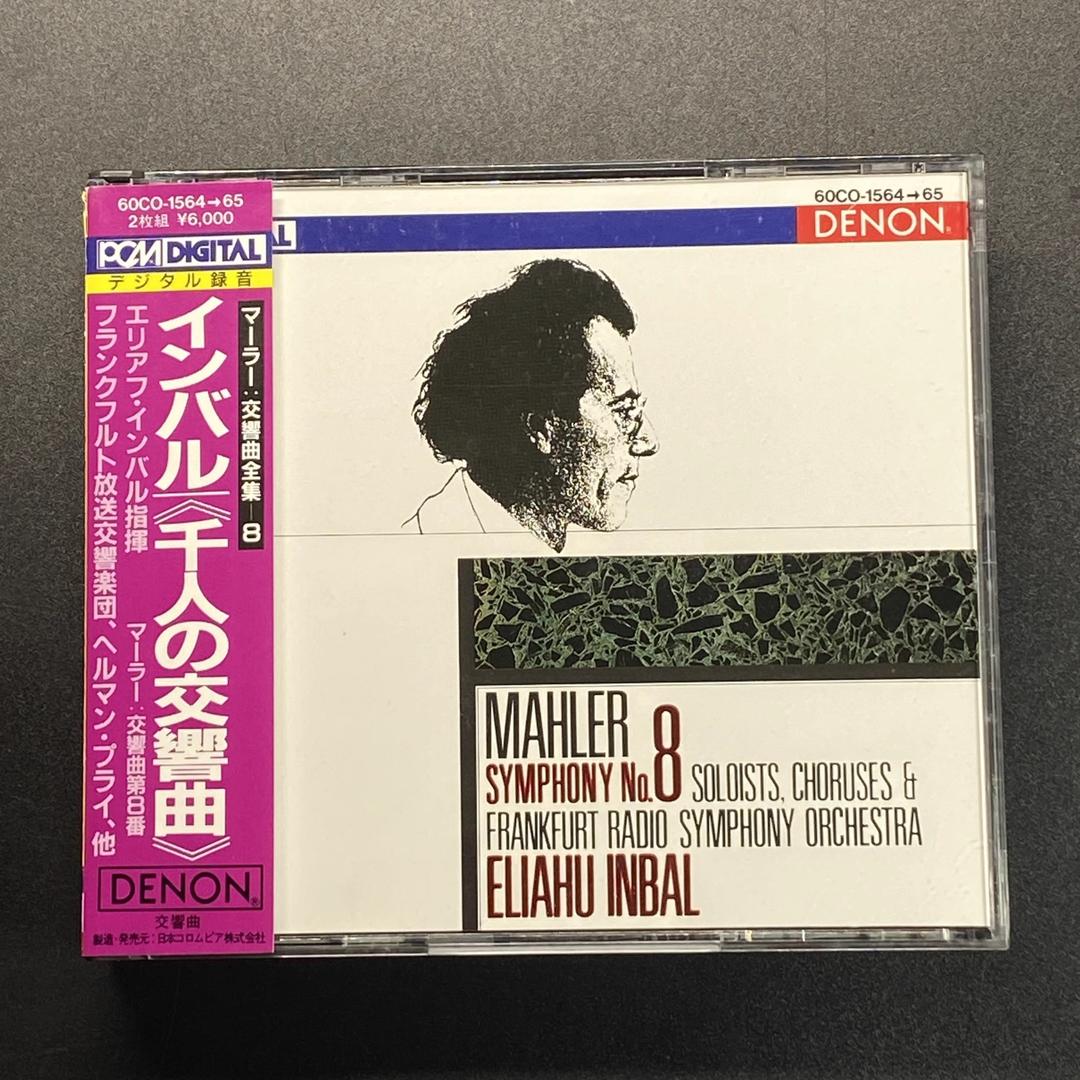 60CO-1564→65
2枚組 ¥6,000
PCM DIGITAL
デジタル録音
マーラー:交響曲全集—8
インバル《千人の交響曲》
エリアフ・インバル指揮 マーラー:交響曲第8番
フランクフルト放送交響楽団、ヘルマン・プライ、他
DENON®
交響曲
製造・発売元:日本コロムビア株式会社
AL
60CO-1564→65
DENON®
MAHLER
SYMPHONY No.8 SOLOISTS, CHORUSES &
FRANKFURT RADIO SYMPHONY ORCHESTRA
ELIAHU INBAL